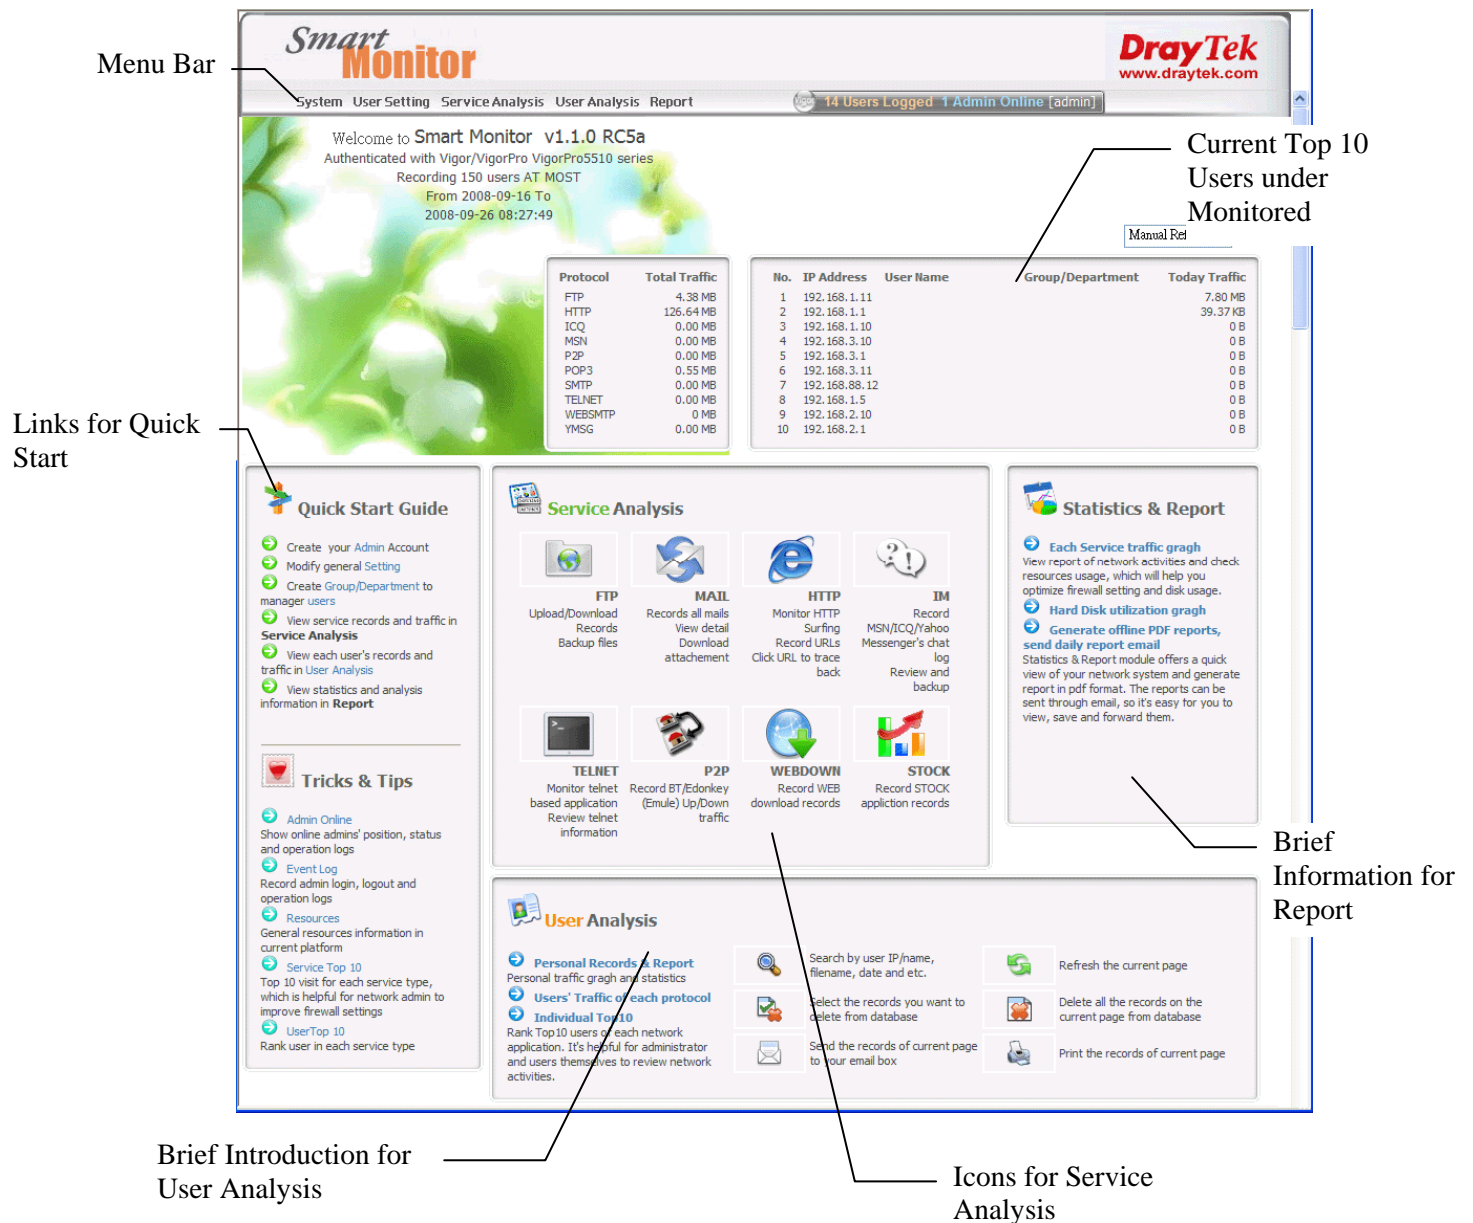 Smart
Monitor
DrayTek
www.draytek.com
Menu Bar
System User Setting Service Analysis User Analysis Report
14 Users Logged 1 Admin Online [admin]
Welcome to Smart Monitor v1.1.0 RC5a
Authenticated with Vigor/VigorPro VigorPro5510 series
Recording 150 users AT MOST
From 2008-09-16 To
2008-09-26 08:27:49
Current Top 10
Users under
Monitored
Manual Ref
Protocol Total Traffic
FTP 4.38 MB
HTTP 126.64 MB
ICQ 0.00 MB
MSN 0.00 MB
P2P 0.00 MB
POP3 0.55 MB
SMTP 0.00 MB
TELNET 0.00 MB
WEBSMTP 0 MB
YMSG 0.00 MB
No. IP Address User Name Group/Department Today Traffic
1 192.168.1.11 7.80 MB
2 192.168.1.1 39.37 KB
3 192.168.1.10 0 B
4 192.168.3.10 0 B
5 192.168.3.1 0 B
6 192.168.3.11 0 B
7 192.168.88.12 0 B
8 192.168.1.5 0 B
9 192.168.2.10 0 B
10 192.168.2.1 0 B
Links for Quick
Start
Quick Start Guide
Create your Admin Account
Modify general Setting
Create Group/Department to
manager users
View service records and traffic in
Service Analysis
View each user's records and
traffic in User Analysis
View statistics and analysis
information in Report
Tricks & Tips
Admin Online
Show online admins' position, status
and operation logs
Event Log
Record admin login, logout and
operation logs
Resources
General resources information in
current platform
Service Top 10
Top 10 visit for each service type,
which is helpful for network admin to
improve firewall settings
UserTop 10
Rank user in each service type
Service Analysis
FTP
Upload/Download
Records
Backup files
MAIL
Records all mails
View detail
Download
attachement
HTTP
Monitor HTTP
Surfing
Record URLs
Click URL to trace
back
IM
Record
MSN/ICQ/Yahoo
Messenger's chat
log
Review and
backup
TELNET
Monitor telnet
based application
Review telnet
information
P2P
Record BT/Edonkey
(Emule) Up/Down
traffic
WEBDOWN
Record WEB
download records
STOCK
Record STOCK
appliction records
Statistics & Report
Each Service traffic gragh
View report of network activities and check
resources usage, which will help you
optimize firewall setting and disk usage.
Hard Disk utilization gragh
Generate offline PDF reports,
send daily report email
Statistics & Report module offers a quick
view of your network system and generate
report in pdf format. The reports can be
sent through email, so it's easy for you to
view, save and forward them.
Brief
Information for
Report
User Analysis
Personal Records & Report
Personal traffic gragh and statistics
Users' Traffic of each protocol
Individual Top10
Rank Top10 users of each network
application. It's helpful for administrator
and users themselves to review network
activities.
Search by user IP/name,
filename, date and etc.
Select the records you want to
delete from database
Send the records of current page
to your email box
Refresh the current page
Delete all the records on the
current page from database
Print the records of current page
Brief Introduction for
User Analysis
Icons for Service
Analysis